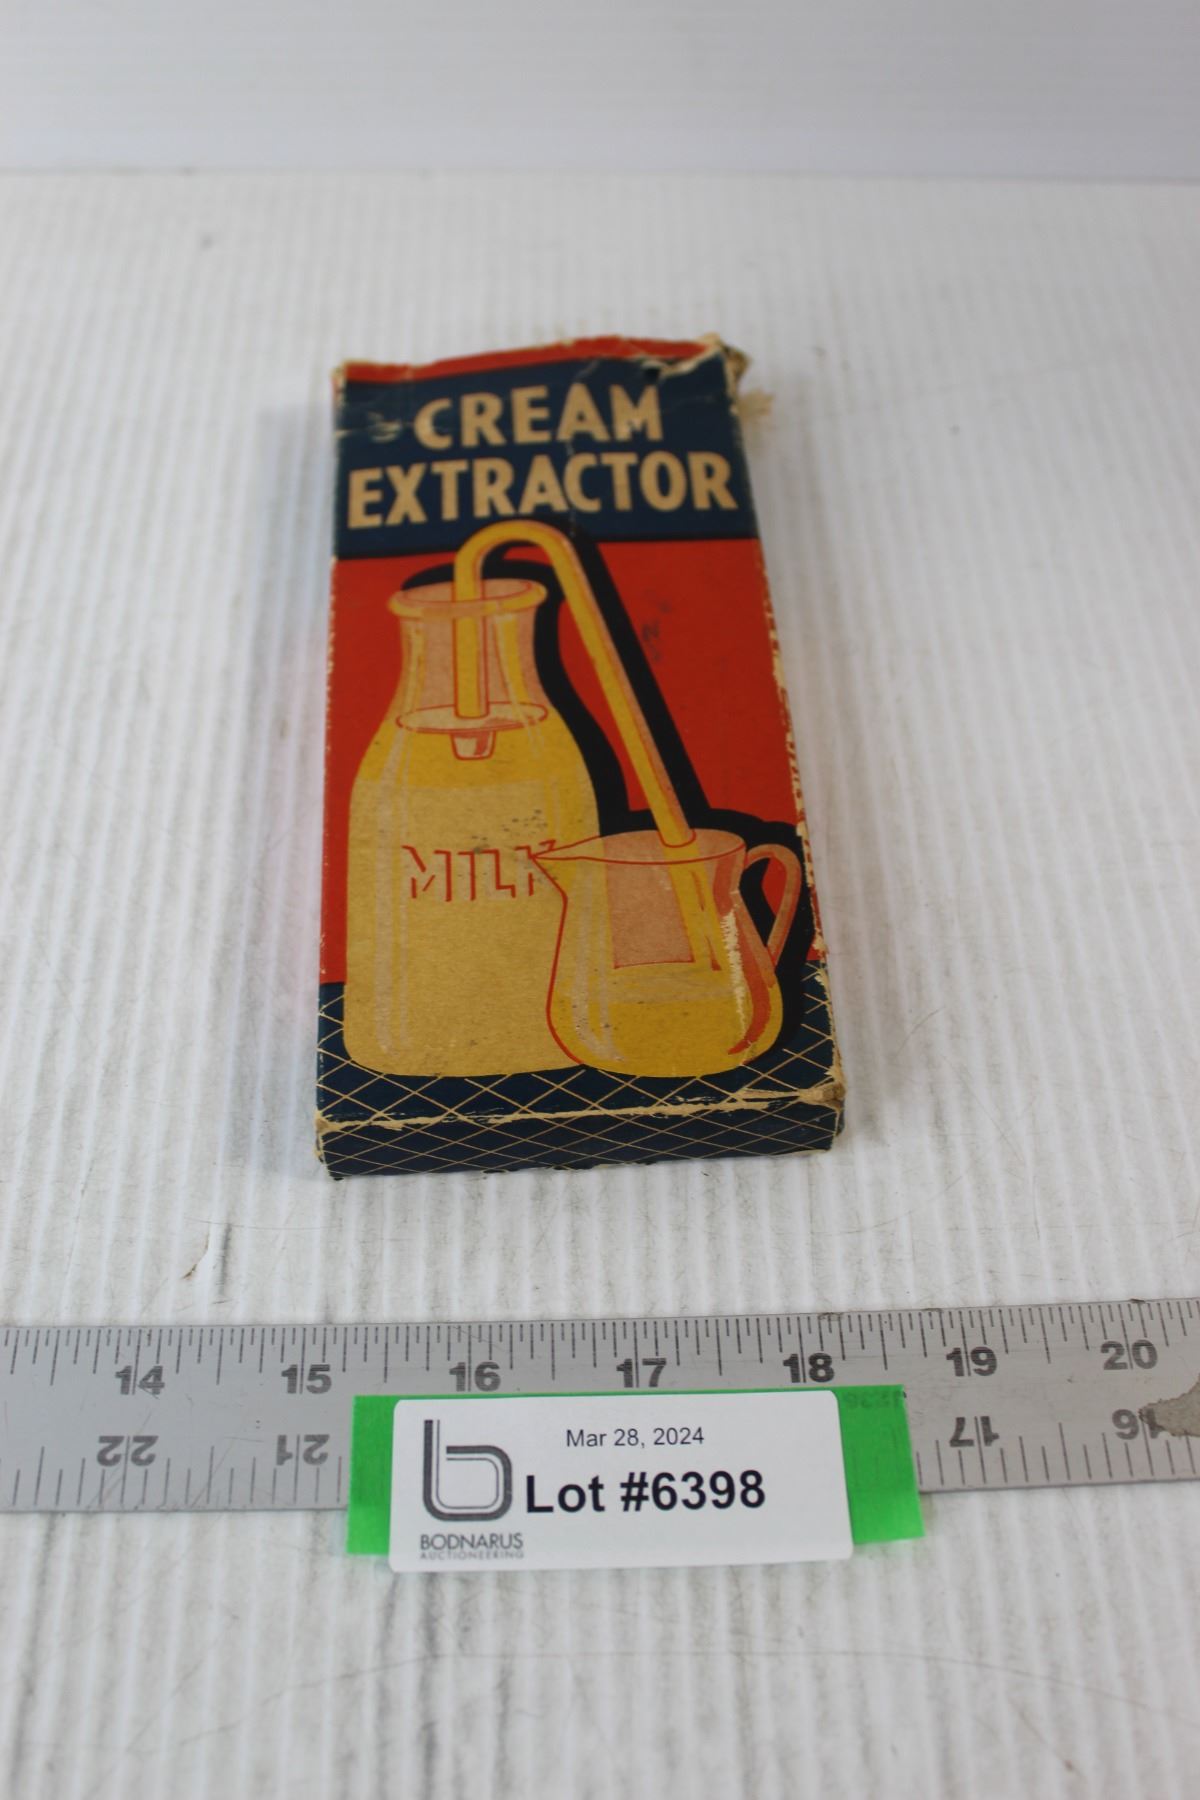 CREAM
EXTRACTOR
MILK
14 15 16 17 18 19 20
22 21 17 16
Mar 28, 2024
Lot #6398
BODNARUS
AUCTIONEERING